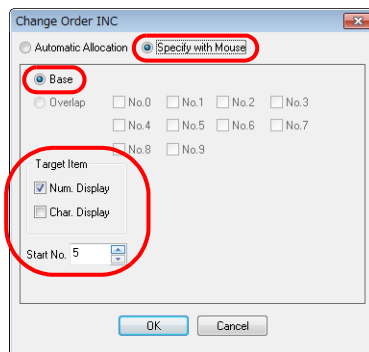 Change Order INC
Automatic Allocation Specify with Mouse
Base
Overlap No.0 No.1 No.2 No.3
No.4 No.5 No.6 No.7
No.8 No.9
Target Item
Num. Display
Char. Display
Start No. 5
OK Cancel